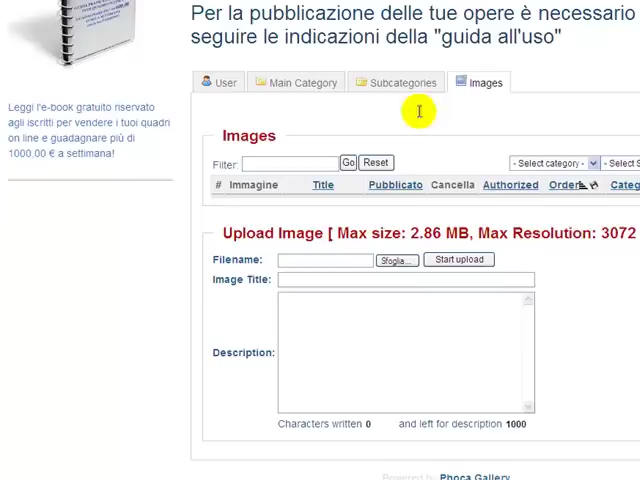 Per la pubblicazione delle tue opere è necessario
seguire le indicazioni della "guida all'uso"
User
Main Category
Subcategories
Images
Leggi l'e-book gratuito riservato
agli iscritti per vendere i tuoi quadri
on line e guadagnare più di
1000,00 € a settimana!
Images
Filter:
Go
Reset
- Select category -
- Select S
# Immagine Title Pubblicato Cancella Authorized Order Categ
Upload Image [ Max size: 2.86 MB, Max Resolution: 3072
Filename:
Sfoglia...
Start upload
Image Title:
Description:
Characters written 0 and left for description 1000
Powered by Phoca Gallery